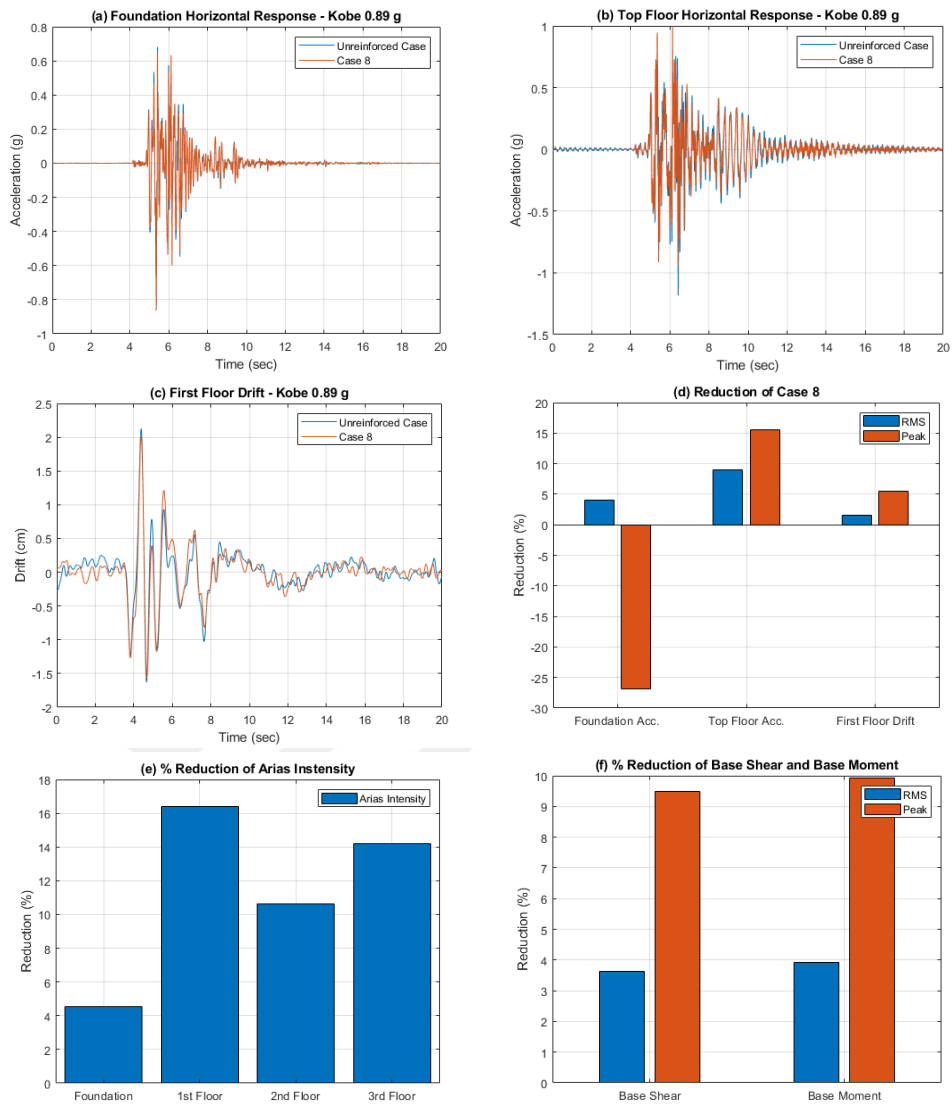 (a) Foundation Horizontal Response - Kobe 0.89 g
0.8
0.6
0.4
0.2
0
-0.2
-0.4
-0.6
-0.8
-1
Acceleration (g)
Unreinforced Case
Case 8
0 2 4 6 8 10 12 14 16 18 20
Time (sec)
(b) Top Floor Horizontal Response - Kobe 0.89 g
1
0.5
0
-0.5
-1
-1.5
Acceleration (g)
Unreinforced Case
Case 8
0 2 4 6 8 10 12 14 16 18 20
Time (sec)
(c) First Floor Drift - Kobe 0.89 g
2.5
2
1.5
1
0.5
0
-0.5
-1
-1.5
-2
Drift (cm)
Unreinforced Case
Case 8
0 2 4 6 8 10 12 14 16 18 20
Time (sec)
(d) Reduction of Case 8
20
15
10
5
0
-5
-10
-15
-20
-25
-30
Reduction (%)
RMS
Peak
Foundation Acc. Top Floor Acc. First Floor Drift
(e) % Reduction of Arias Instensity
18
16
14
12
10
8
6
4
2
0
Reduction (%)
Arias Intensity
Foundation 1st Floor 2nd Floor 3rd Floor
(f) % Reduction of Base Shear and Base Moment
10
9
8
7
6
5
4
3
2
1
0
Reduction (%)
RMS
Peak
Base Shear Base Moment